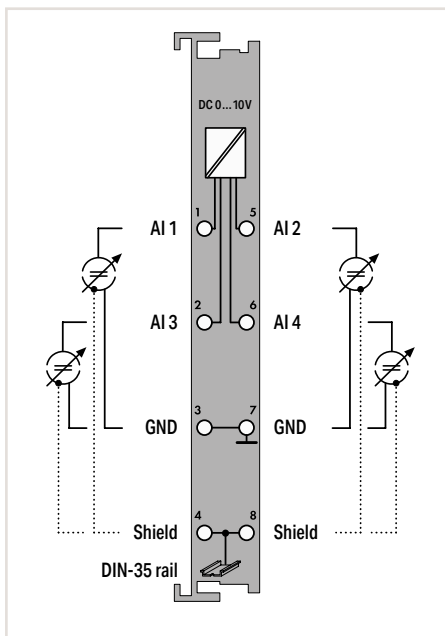 DC 0...10V
1 5
AI 1 AI 2
2 6
AI 3 AI 4
3 7
GND GND
4 8
Shield Shield
DIN-35 rail